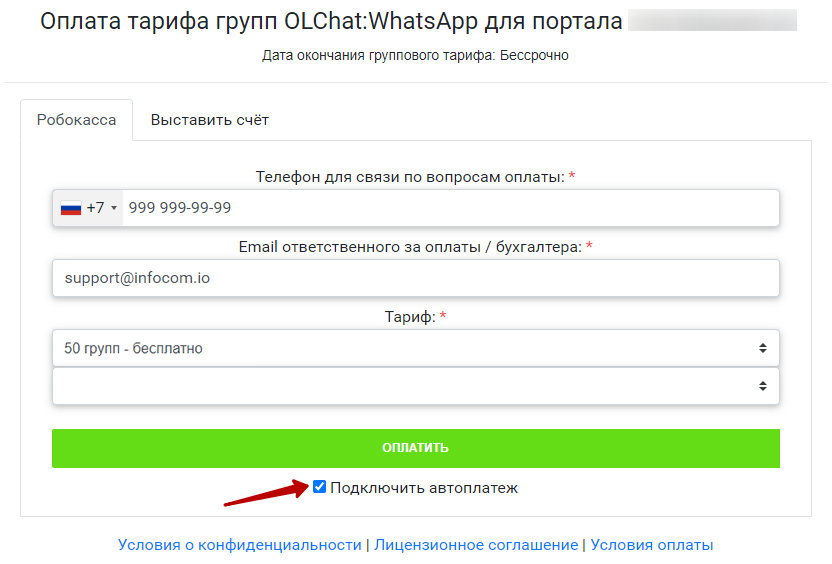 Оплата тарифа групп OLChat:WhatsApp для портала
Дата окончания группового тарифа: Бессрочно
Робокасса Выставить счёт
Телефон для связи по вопросам оплаты: *
+7 999 999-99-99
Email ответственного за оплаты / бухгалтера: *
support@infocom.io
Тариф: *
50 групп - бесплатно
ОПЛАТИТЬ
Подключить автоплатеж
Условия о конфиденциальности | Лицензионное соглашение | Условия оплаты